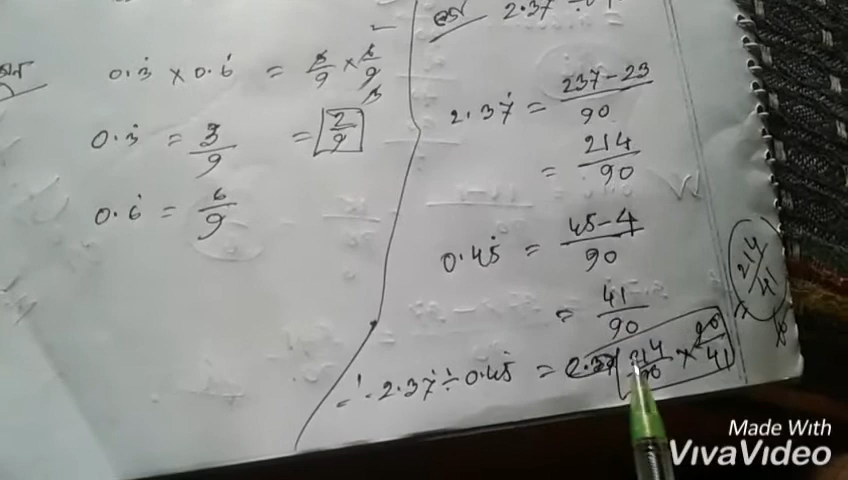 0.3̇ × 0.6̇ = 3/9 × 6/9
0.3̇ = 3/9 = 2/9
0.6̇ = 6/9
2.37̇
2.37̇ = 237-23/90
= 214/90
0.45̇ = 45-4/90
= 41/90
∴ 2.37̇ ÷ 0.45̇ = 214/90 × 90/41
214/41
Made With
VivaVideo